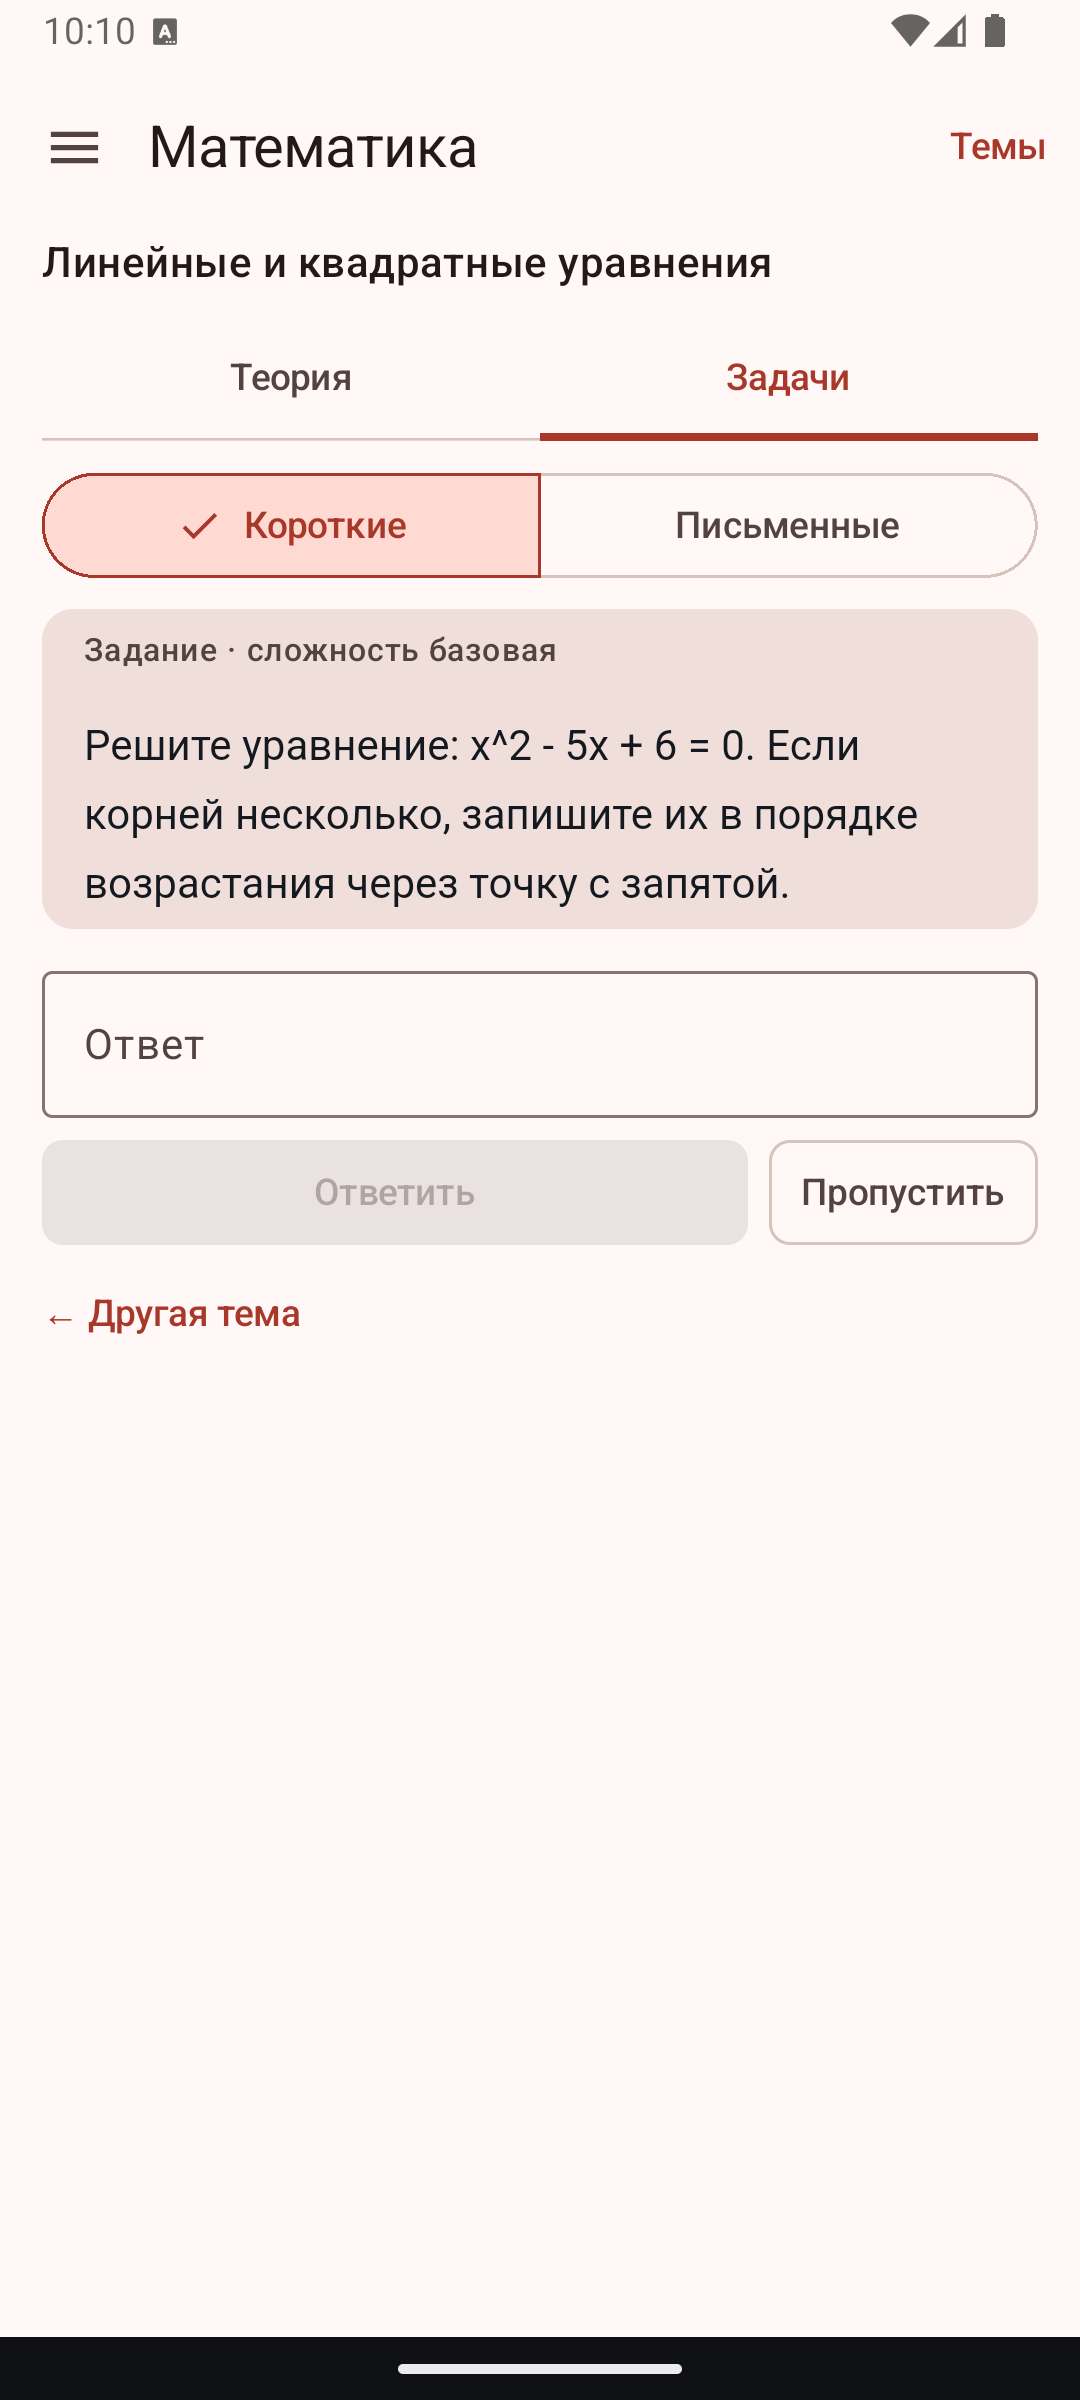 10:10
Математика
Темы
Линейные и квадратные уравнения
Теория
Задачи
Короткие
Письменные
Задание · сложность базовая
Решите уравнение: x^2 - 5x + 6 = 0. Если
корней несколько, запишите их в порядке
возрастания через точку с запятой.
Ответ
Ответить
Пропустить
← Другая тема